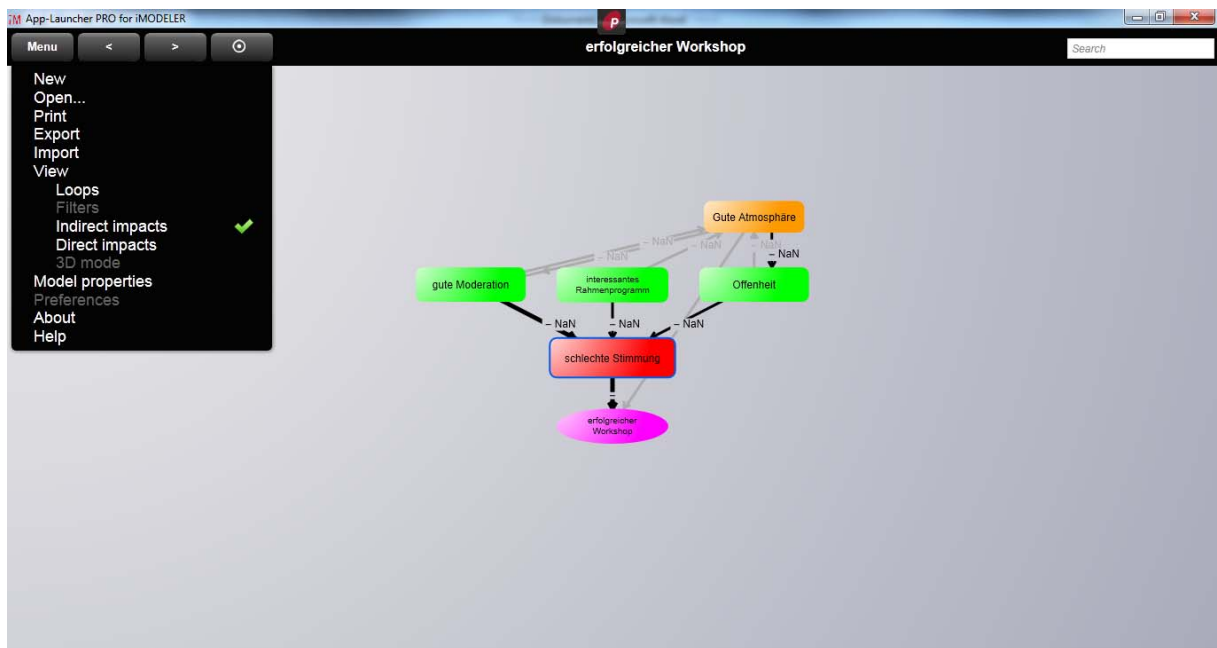 iM App-Launcher PRO for iMODELER
P
Menu < > erfolgreicher Workshop Search
New
Open...
Print
Export
Import
View
Loops
Filters
Indirect impacts
Direct impacts
3D mode
Model properties
Preferences
About
Help
Gute Atmosphäre
– NaN – NaN – NaN
– NaN – NaN
gute Moderation
interessantes
Rahmenprogramm
Offenheit
– NaN – NaN – NaN
schlechte Stimmung
–
erfolgreicher
Workshop